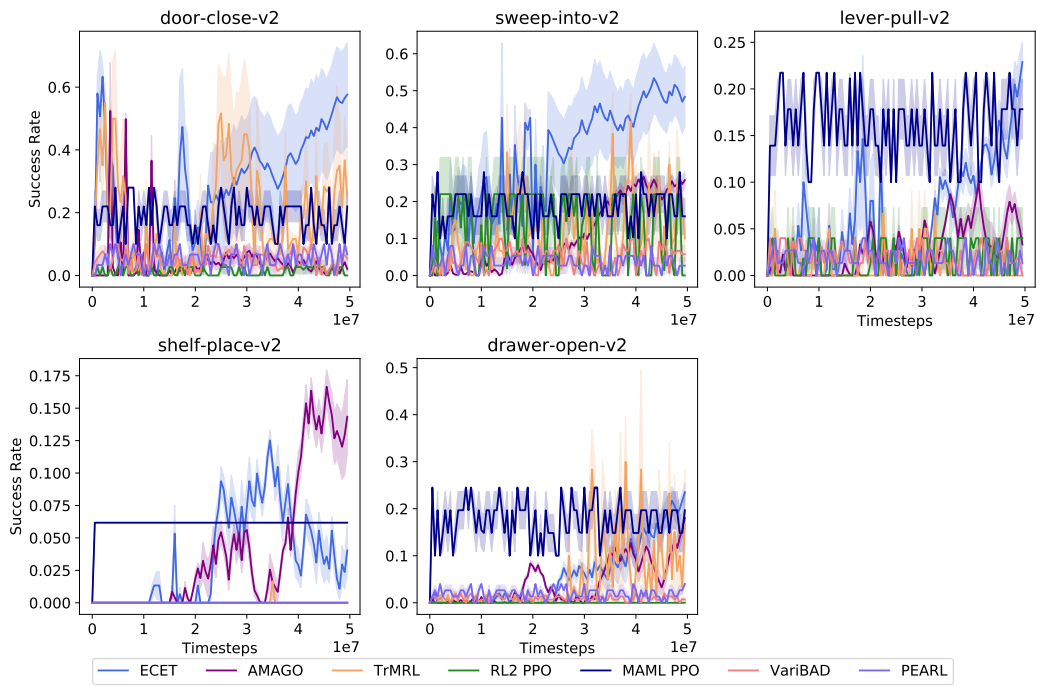 door-close-v2
sweep-into-v2
lever-pull-v2
Success Rate
0.6
0.4
0.2
0.0
0 1 2 3 4 5
1e7
0.6
0.5
0.4
0.3
0.2
0.1
0.0
0 1 2 3 4 5
1e7
0.25
0.20
0.15
0.10
0.05
0.00
0 1 2 3 4 5
Timesteps
1e7
shelf-place-v2
drawer-open-v2
Success Rate
0.175
0.150
0.125
0.100
0.075
0.050
0.025
0.000
0 1 2 3 4 5
Timesteps
1e7
0.5
0.4
0.3
0.2
0.1
0.0
0 1 2 3 4 5
Timesteps
1e7
ECET AMAGO TrMRL RL2 PPO MAML PPO VariBAD PEARL